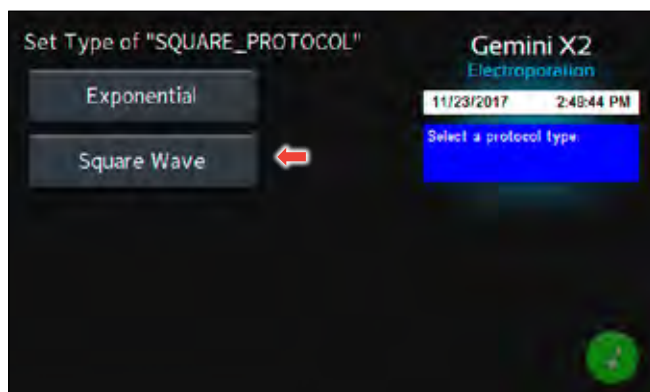 Set Type of "SQUARE_PROTOCOL"
Exponential
Square Wave
Gemini X2
Electroporation
11/23/2017 2:49:44 PM
Select a protocol type.